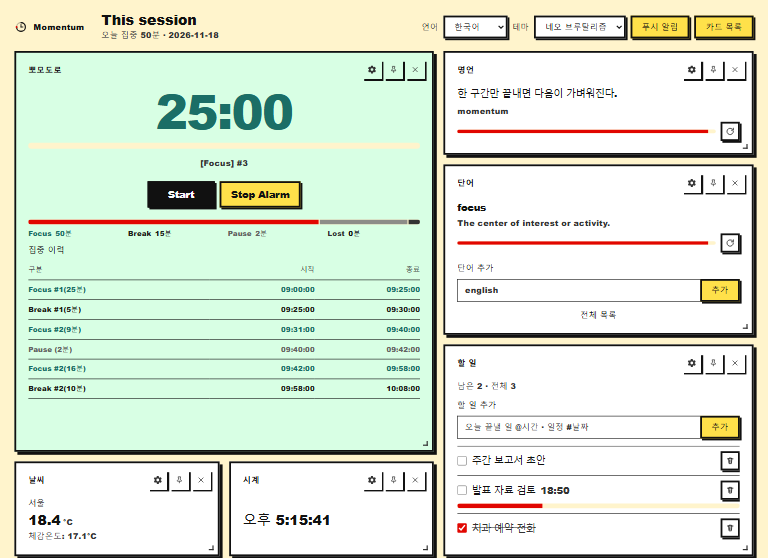 Momentum
This session
오늘 집중 50분 • 2026-11-18
언어 한국어 테마 네오 브루탈리즘 푸시 알림 카드 목록
뽀모도로
25:00
[Focus] #3
Start Stop Alarm
Focus 50분 Break 15분 Pause 2분 Lost 0분
집중 이력
구분 시작 종료
Focus #1(25분) 09:00:00 09:25:00
Break #1(5분) 09:25:00 09:30:00
Focus #2(9분) 09:31:00 09:40:00
Pause (2분) 09:40:00 09:42:00
Focus #2(16분) 09:42:00 09:58:00
Break #2(10분) 09:58:00 10:08:00
날씨
서울
18.4 °C
체감온도: 17.1°C
시계
오후 5:15:41
명언
한 구간만 끝내면 다음이 가벼워진다.
momentum
단어
focus
The center of interest or activity.
단어 추가
english 추가
전체 목록
할 일
남은 2 • 전체 3
할 일 추가
오늘 끝낼 일 @시간 • 일정 #날짜 추가
주간 보고서 초안
발표 자료 검토 18:50
치과 예약 전화